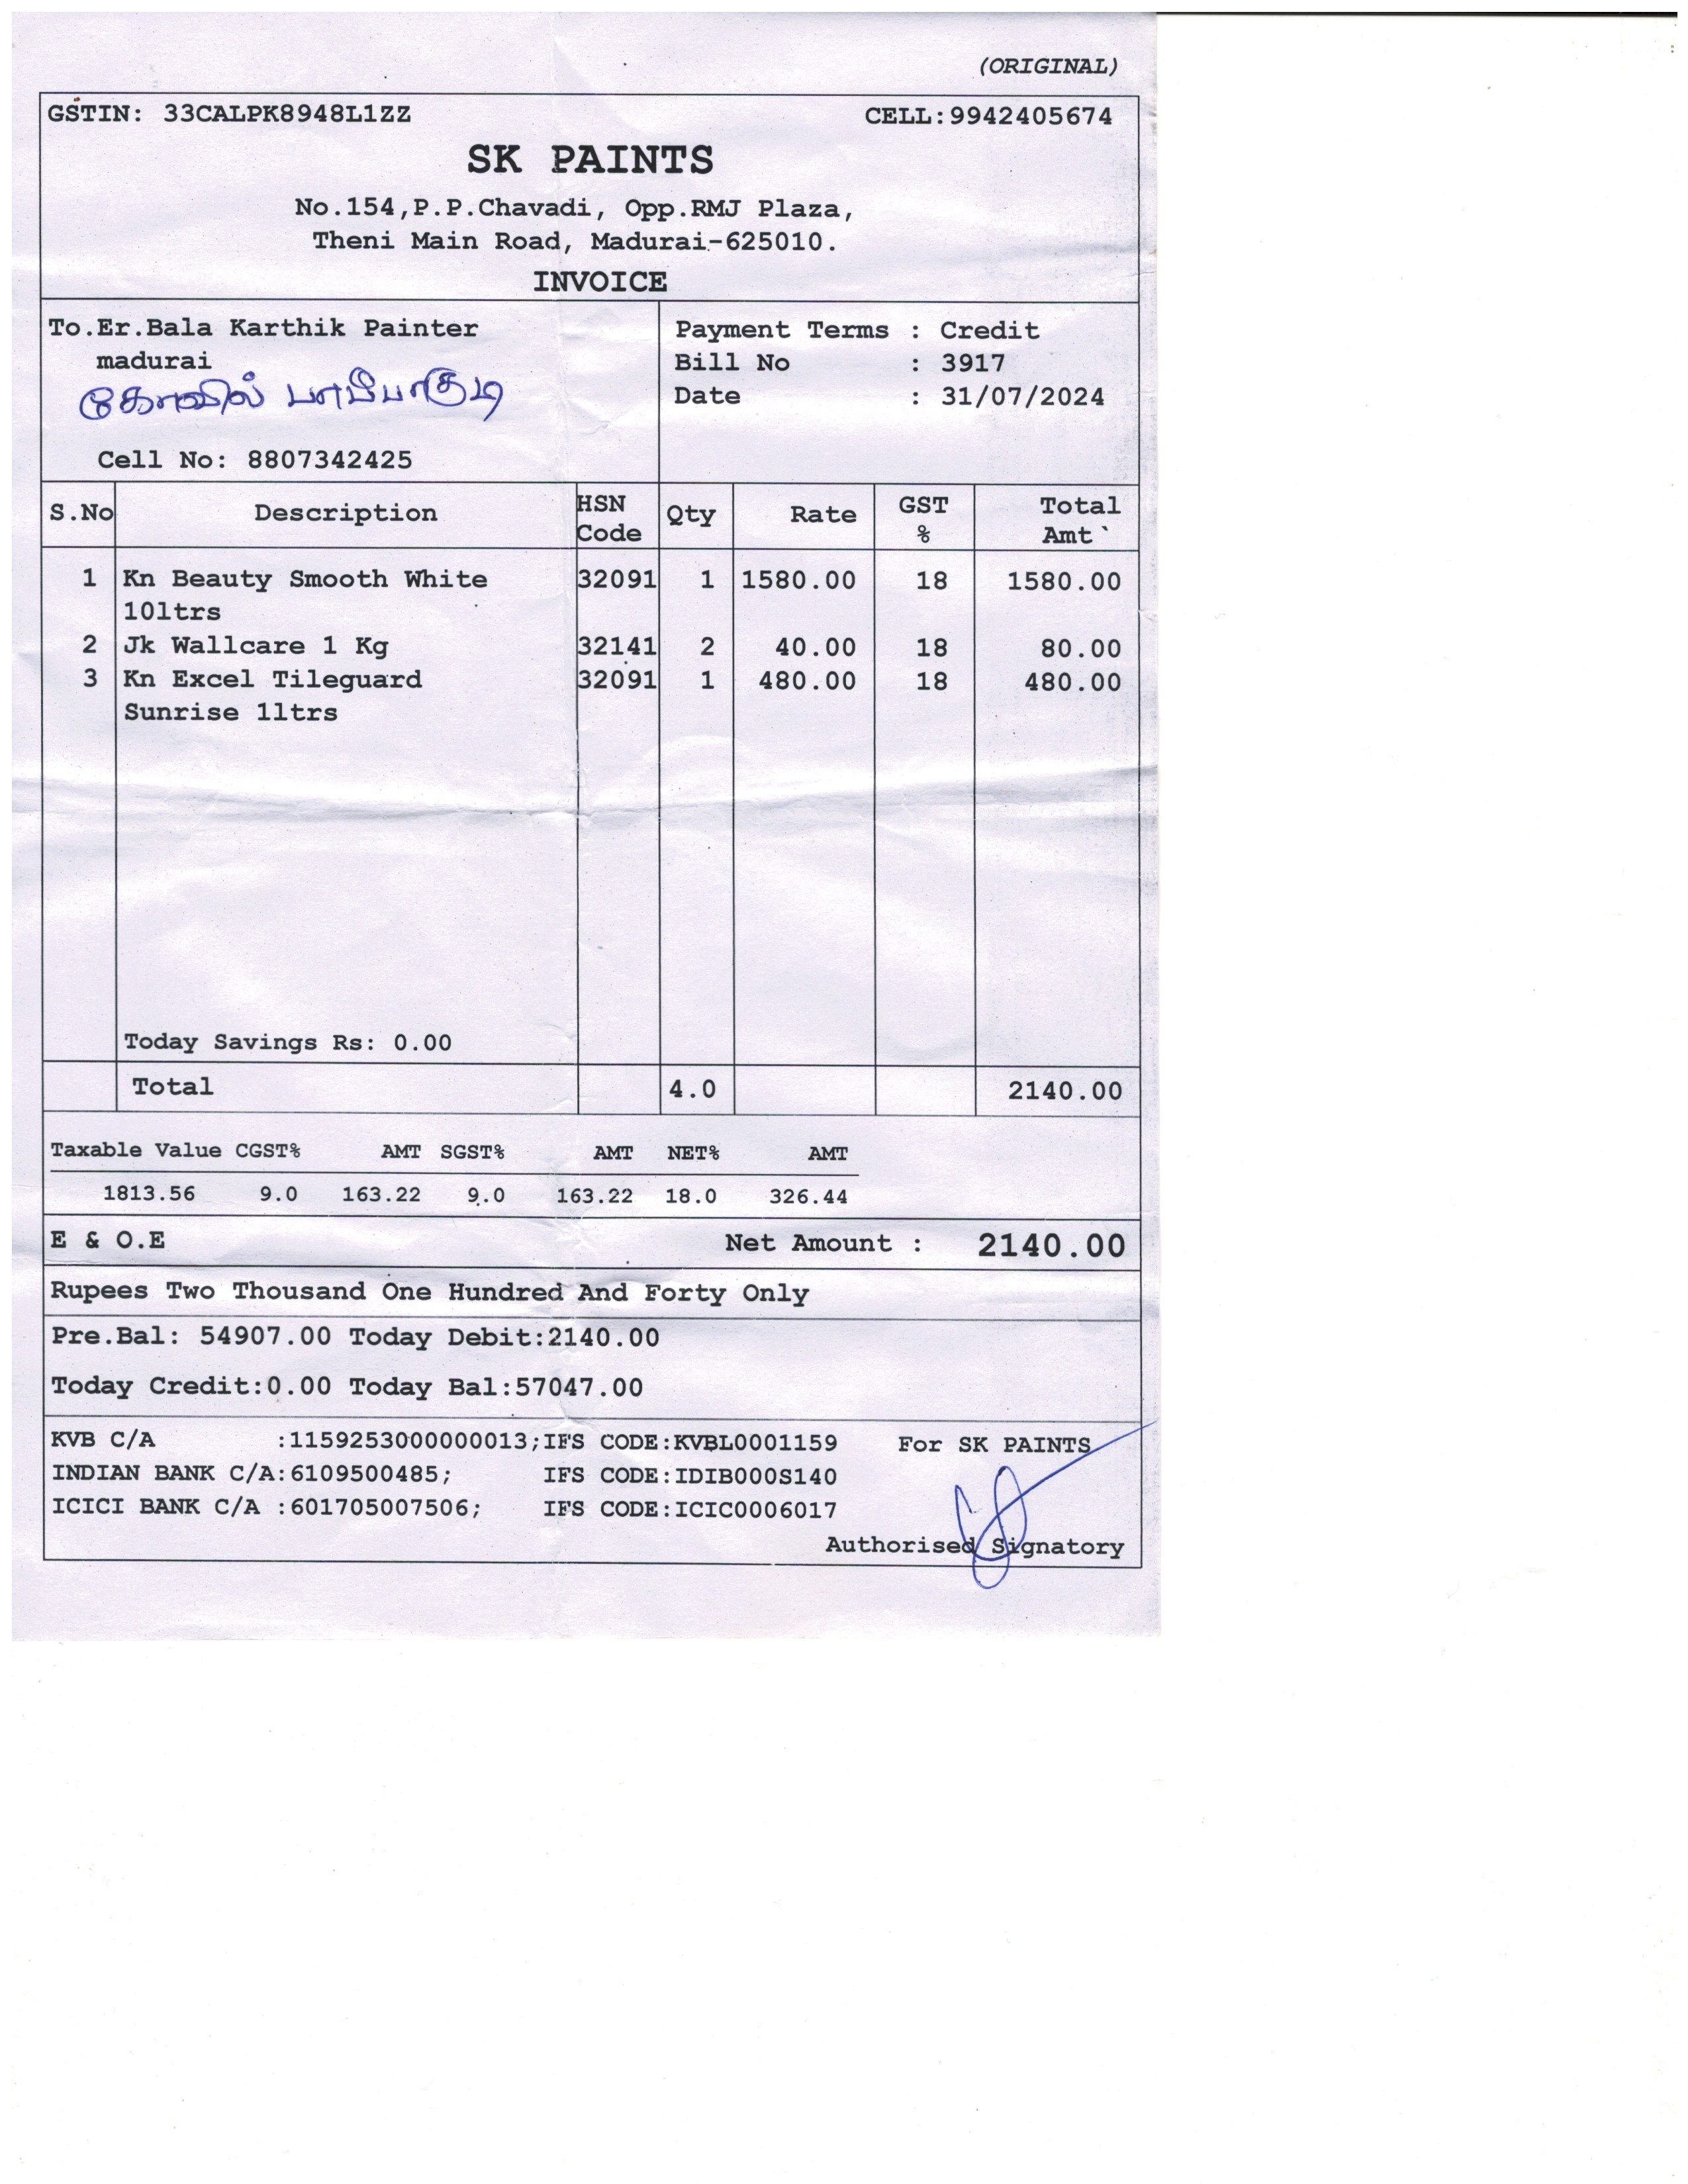 (ORIGINAL)
GSTIN: 33CALPK8948L1ZZ CELL:9942405674
SK PAINTS
No.154,P.P.Chavadi, Opp.RMJ Plaza,
Theni Main Road, Madurai-625010.
INVOICE
To.Er.Bala Karthik Painter
madurai
கோவில் பாப்பாகுடி
Cell No: 8807342425
Payment Terms : Credit
Bill No : 3917
Date : 31/07/2024
S.No Description HSN Code Qty Rate GST % Total Amt `
1 Kn Beauty Smooth White 32091 1 1580.00 18 1580.00
10ltrs
2 Jk Wallcare 1 Kg 32141 2 40.00 18 80.00
3 Kn Excel Tileguard 32091 1 480.00 18 480.00
Sunrise 1ltrs
Today Savings Rs: 0.00
Total 4.0 2140.00
Taxable Value CGST% AMT SGST% AMT NET% AMT
1813.56 9.0 163.22 9.0 163.22 18.0 326.44
E & O.E Net Amount : 2140.00
Rupees Two Thousand One Hundred And Forty Only
Pre.Bal: 54907.00 Today Debit:2140.00
Today Credit:0.00 Today Bal:57047.00
KVB C/A :1159253000000013;IFS CODE:KVBL0001159 For SK PAINTS
INDIAN BANK C/A:6109500485; IFS CODE:IDIB000S140
ICICI BANK C/A :601705007506; IFS CODE:ICIC0006017
Authorised Signatory